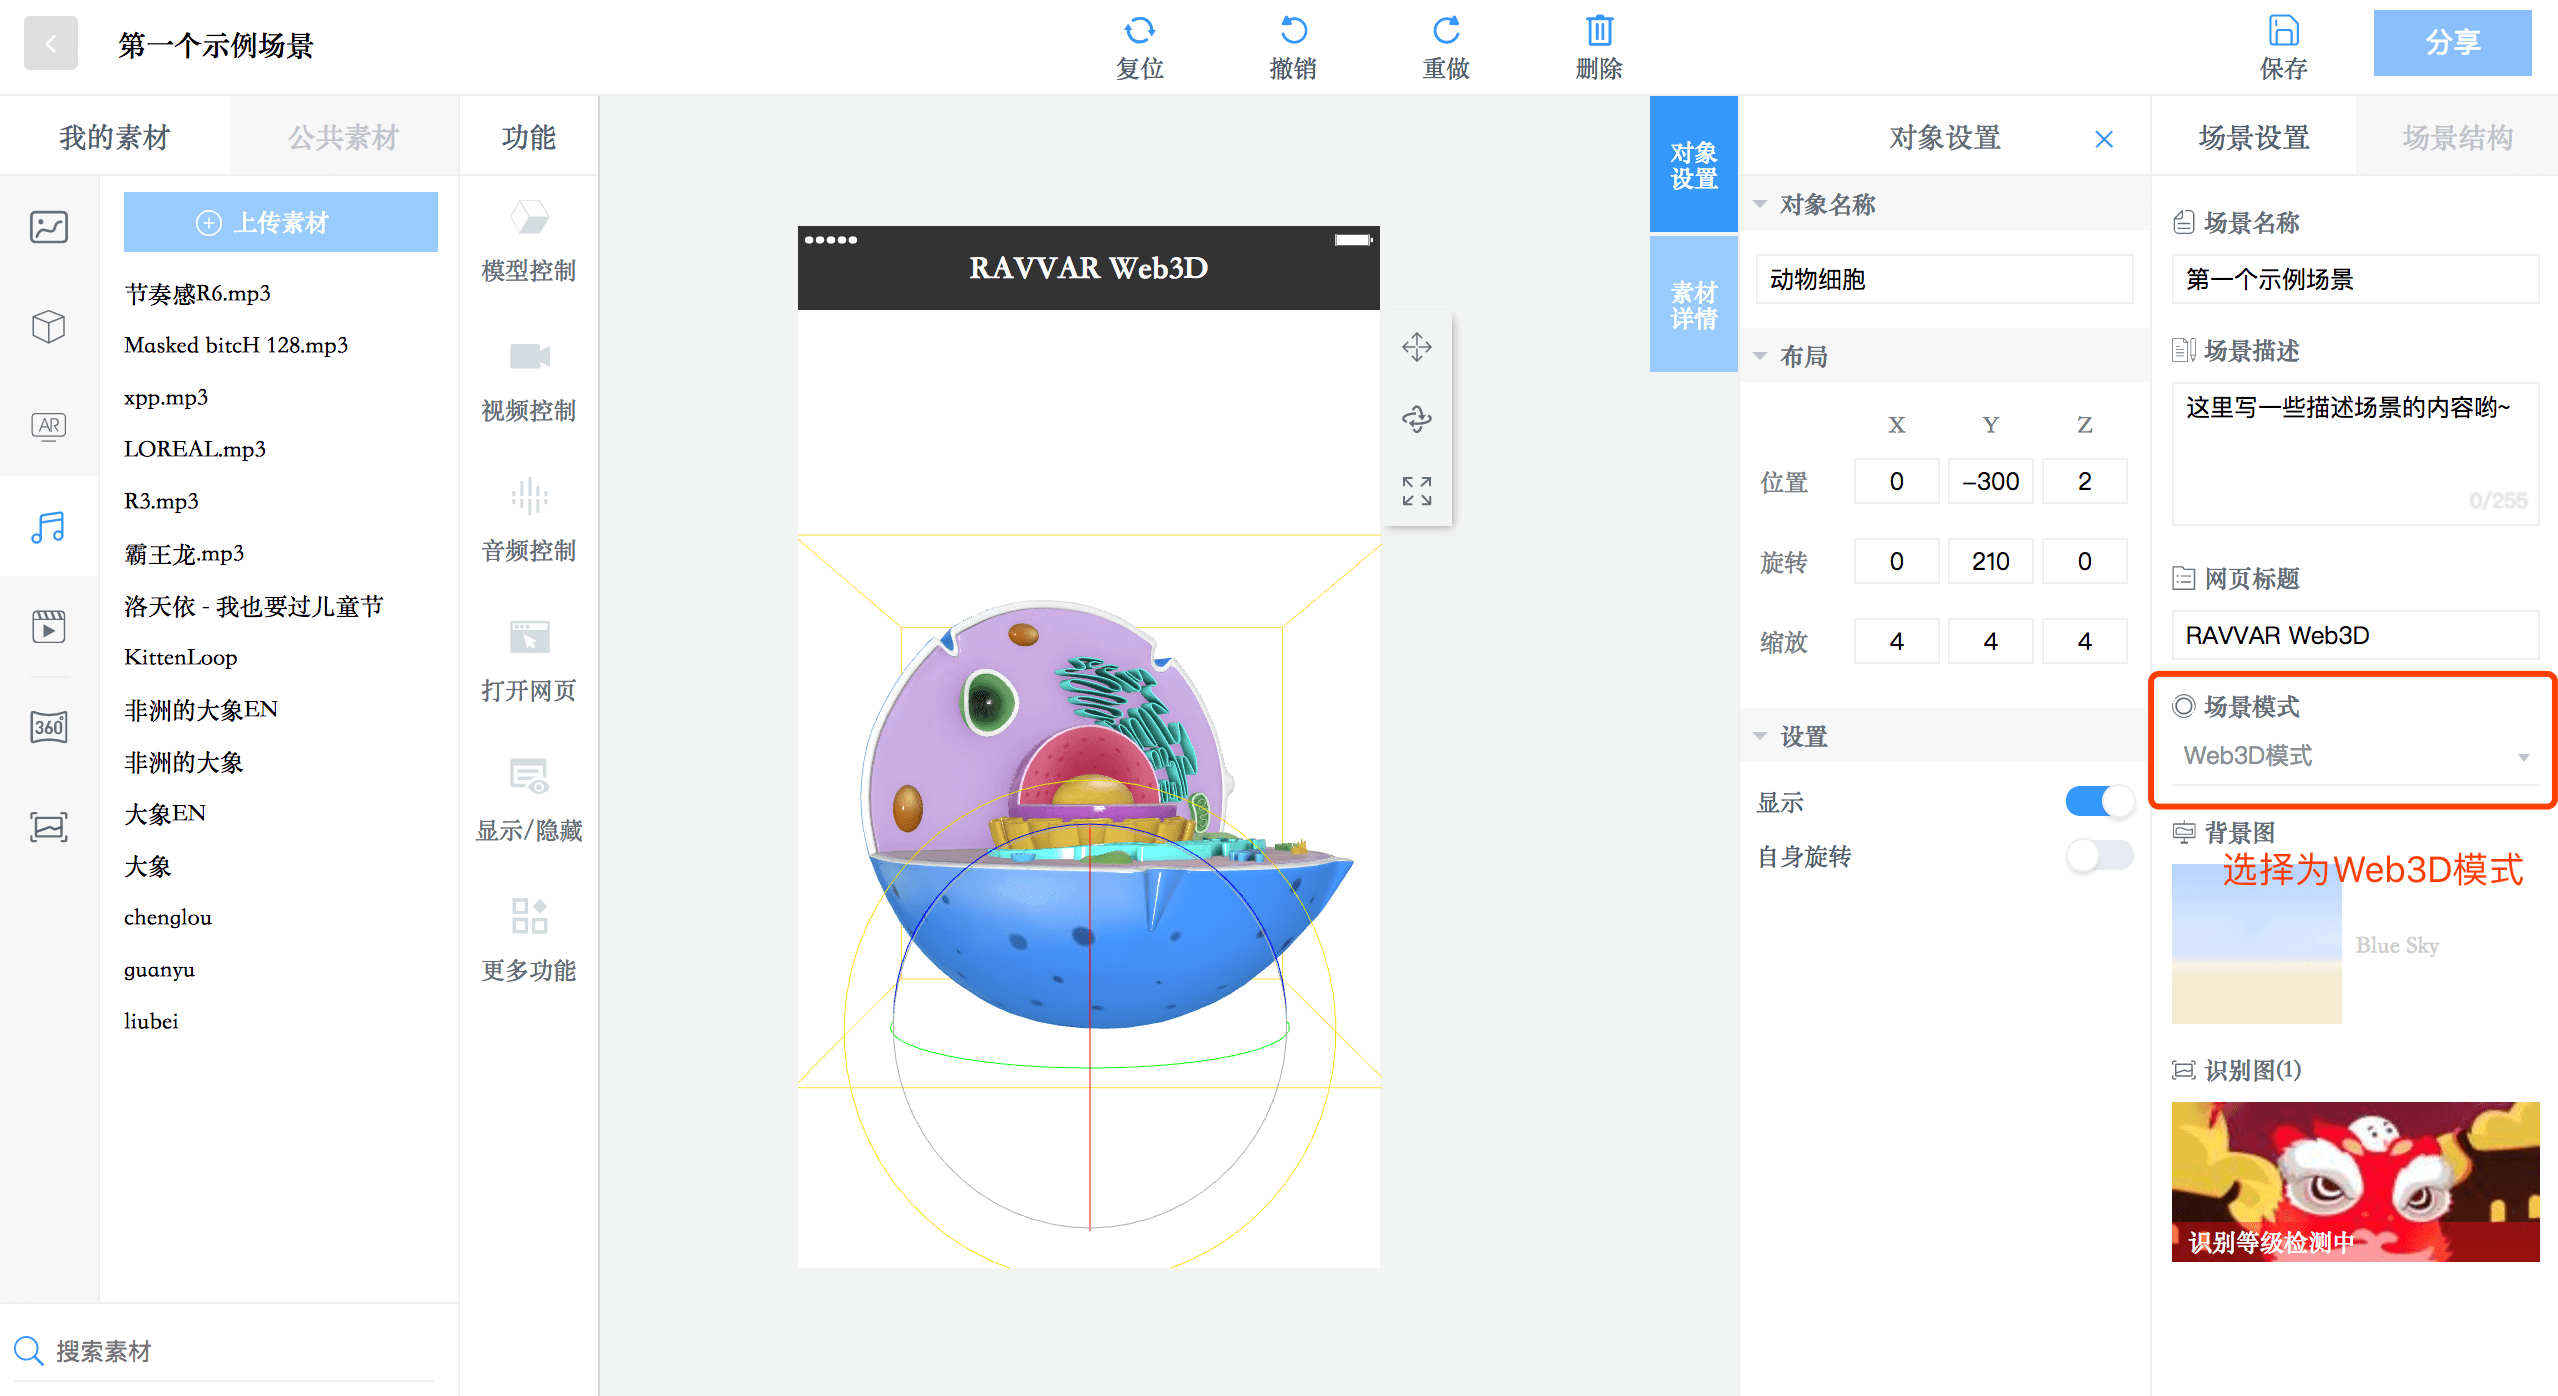 第一个示例场景
复位
撤销
重做
删除
保存
分享
我的素材
公共素材
功能
上传素材
节奏感R6.mp3
Masked bitcH 128.mp3
xpp.mp3
LOREAL.mp3
R3.mp3
霸王龙.mp3
洛天依 - 我也要过儿童节
KittenLoop
非洲的大象EN
非洲的大象
大象EN
大象
chenglou
guanyu
liubei
AR
360°
搜索素材
模型控制
视频控制
音频控制
打开网页
显示/隐藏
更多功能
RAVVAR Web3D
对象
设置
素材
详情
对象设置
对象名称
动物细胞
布局
X Y Z
位置 0 -300 2
旋转 0 210 0
缩放 4 4 4
设置
显示
自身旋转
场景设置
场景结构
场景名称
第一个示例场景
场景描述
这里写一些描述场景的内容哟~
0/255
网页标题
RAVVAR Web3D
场景模式
Web3D模式
背景图
选择为Web3D模式
Blue Sky
识别图(1)
识别等级检测中